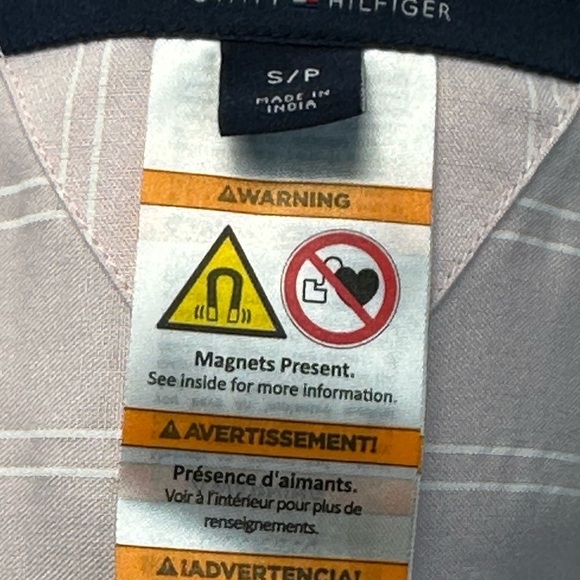 HILFIGER
S/P
MADE IN
INDIA
⚠WARNING
Magnets Present.
See inside for more information.
⚠AVERTISSEMENT!
Présence d'aimants.
Voir à l'intérieur pour plus de
renseignements.
⚠¡ADVERTENCIA!